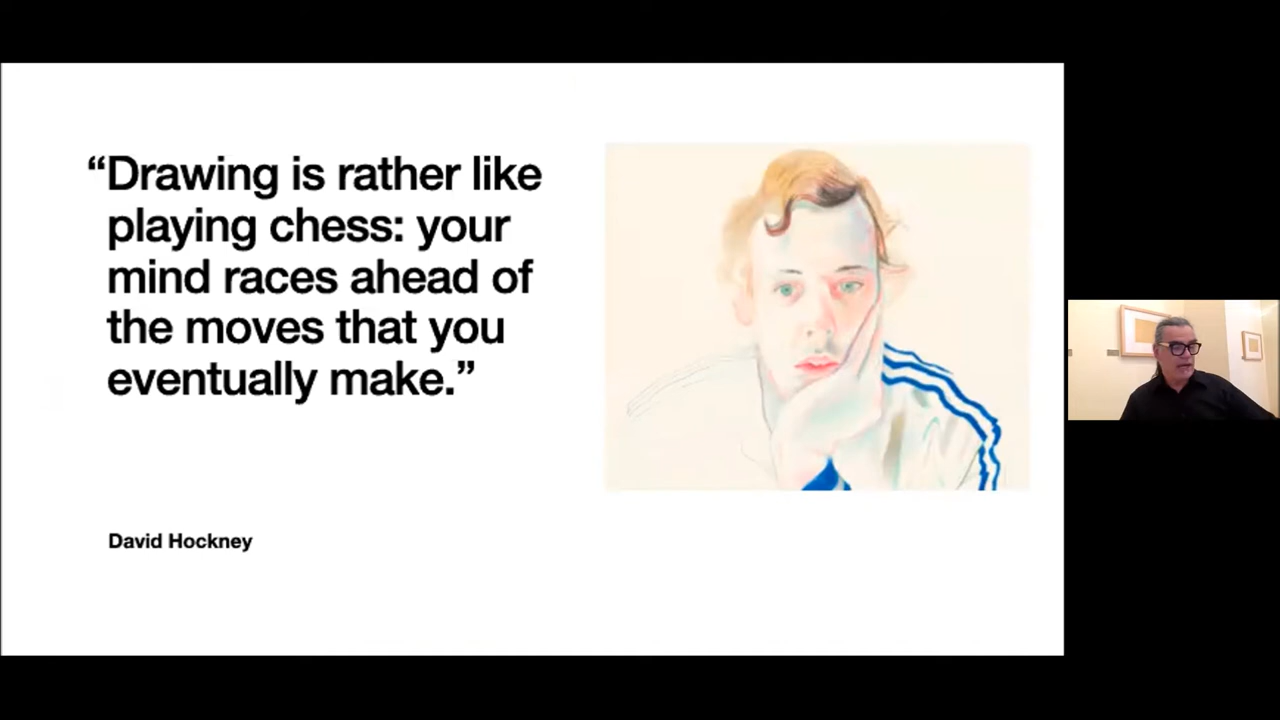 “Drawing is rather like
playing chess: your
mind races ahead of
the moves that you
eventually make.”
David Hockney